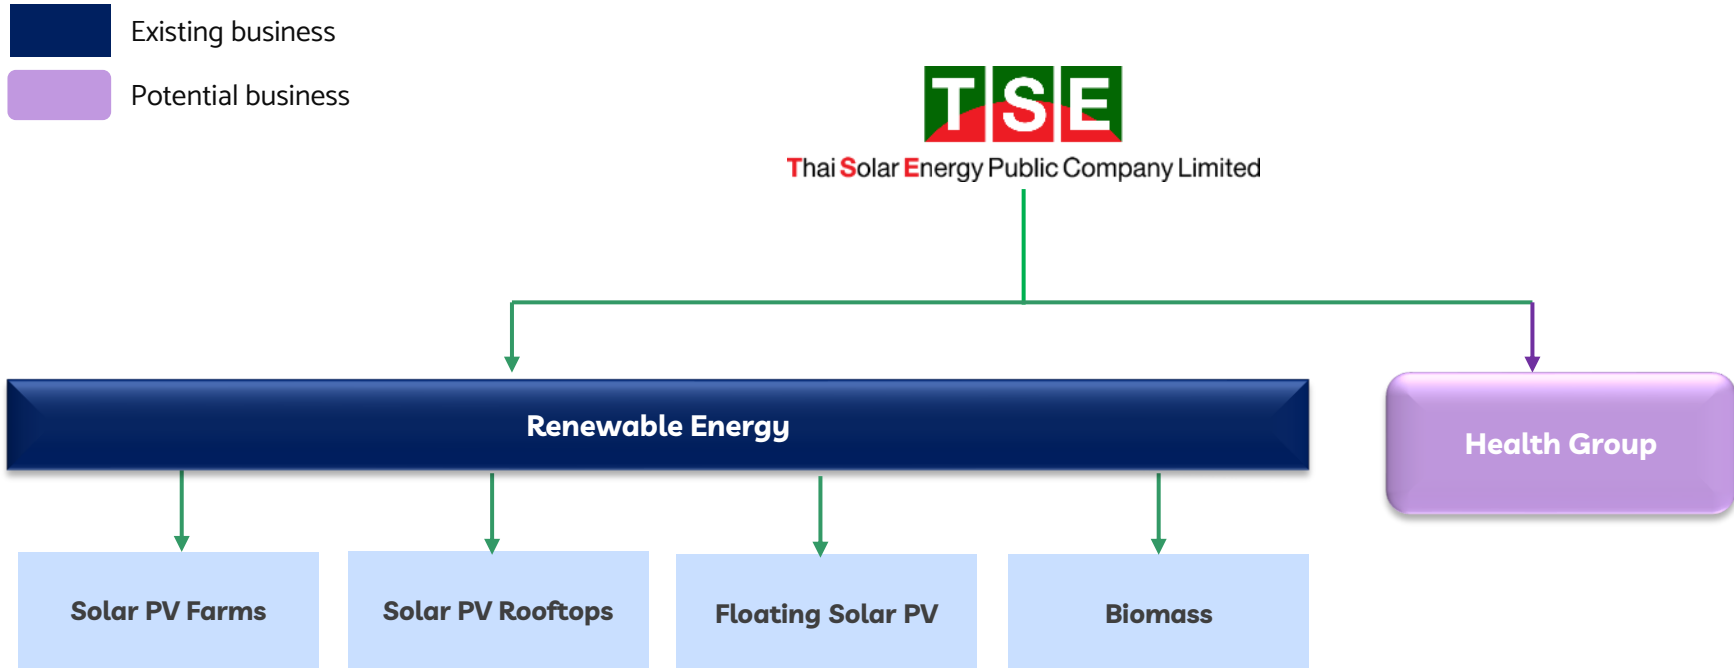 Existing business
Potential business
TSE
Thai Solar Energy Public Company Limited
Renewable Energy
Health Group
Solar PV Farms
Solar PV Rooftops
Floating Solar PV
Biomass